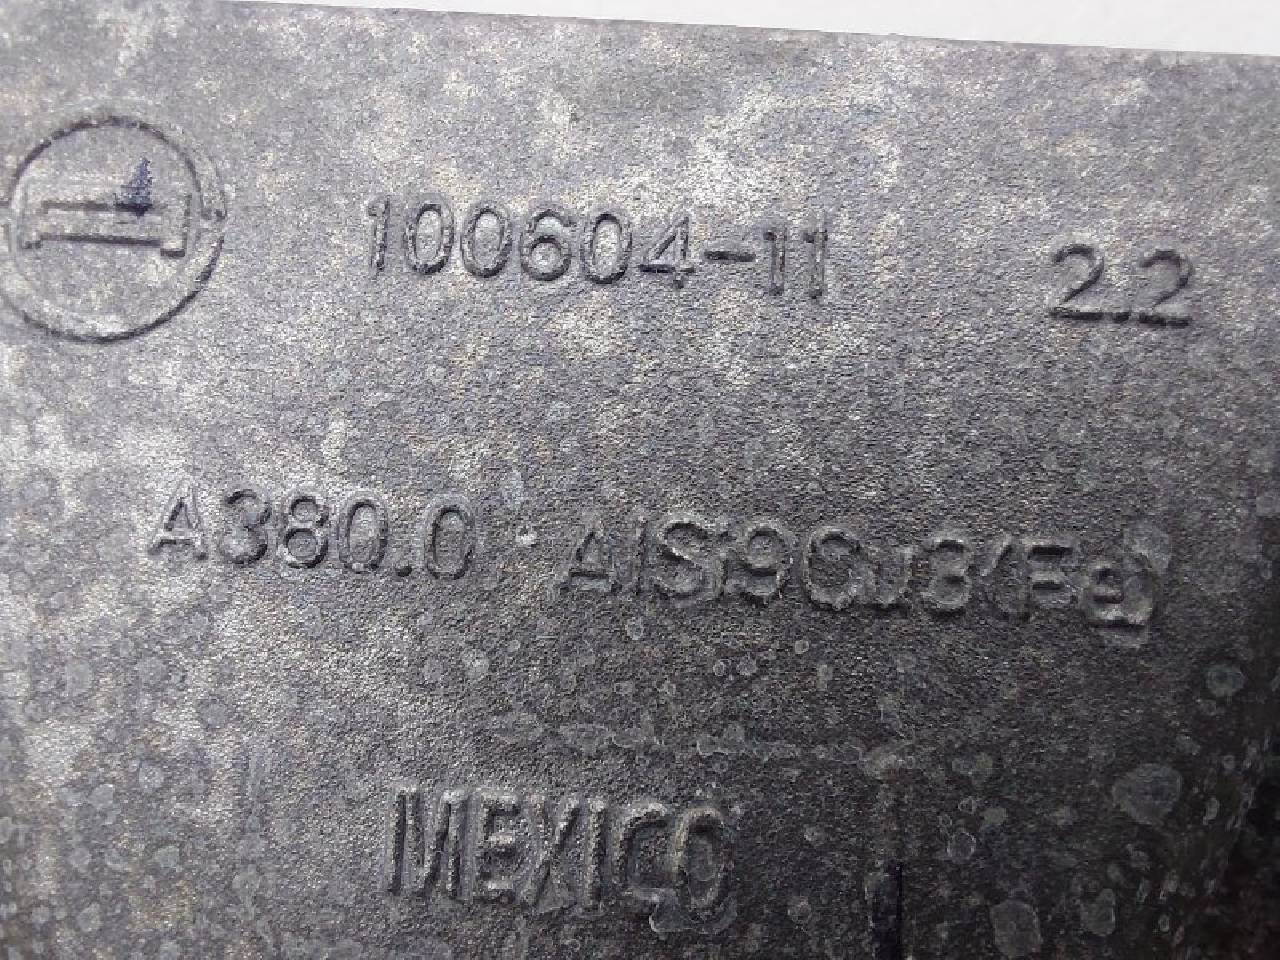 100604-11 2.2
A380.0 · AlSi9Cu3(Fe)
MEXICO